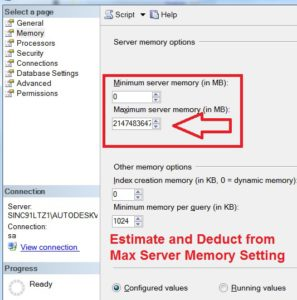 Select a page
General
Memory
Processors
Security
Connections
Database Settings
Advanced
Permissions
Script
Help
Server memory options
Minimum server memory (in MB):
0
Maximum server memory (in MB):
2147483647
Other memory options
Index creation memory (in KB, 0 = dynamic memory):
0
Minimum memory per query (in KB):
1024
Estimate and Deduct from
Max Server Memory Setting
Configured values
Running values
Connection
Server:
SINC91LTZ1\AUTODESKV
Connection:
sa
View connection
Progress
Ready